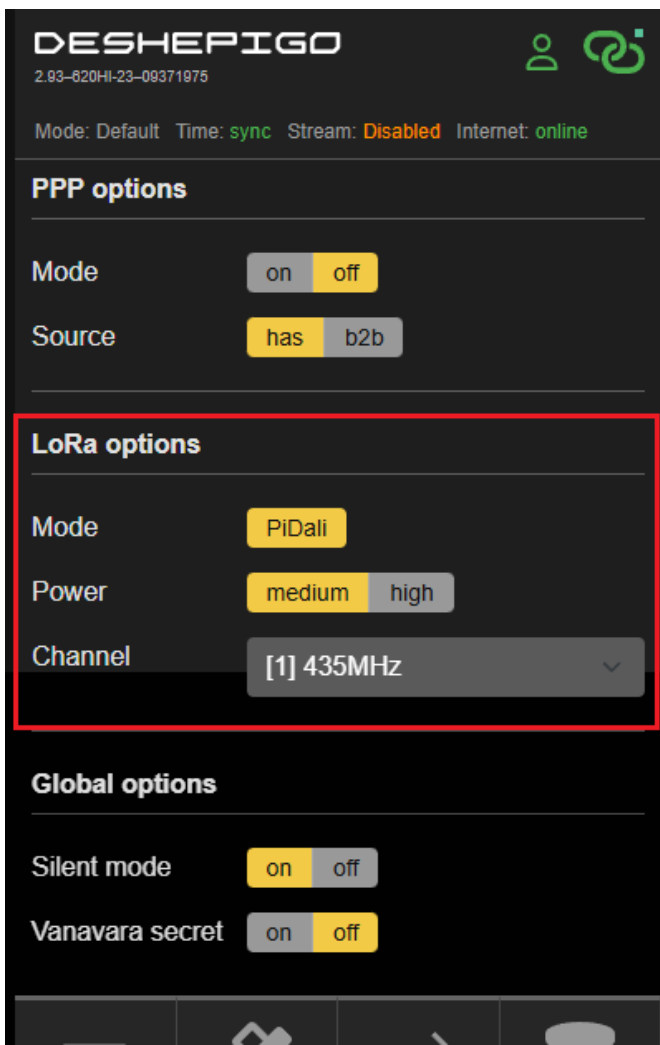 DESHEPIGO
2.93–620HI-23–09371975
Mode: Default Time: sync Stream: Disabled Internet: online
PPP options
Mode on off
Source has b2b
LoRa options
Mode PiDali
Power medium high
Channel [1] 435MHz
Global options
Silent mode on off
Vanavara secret on off